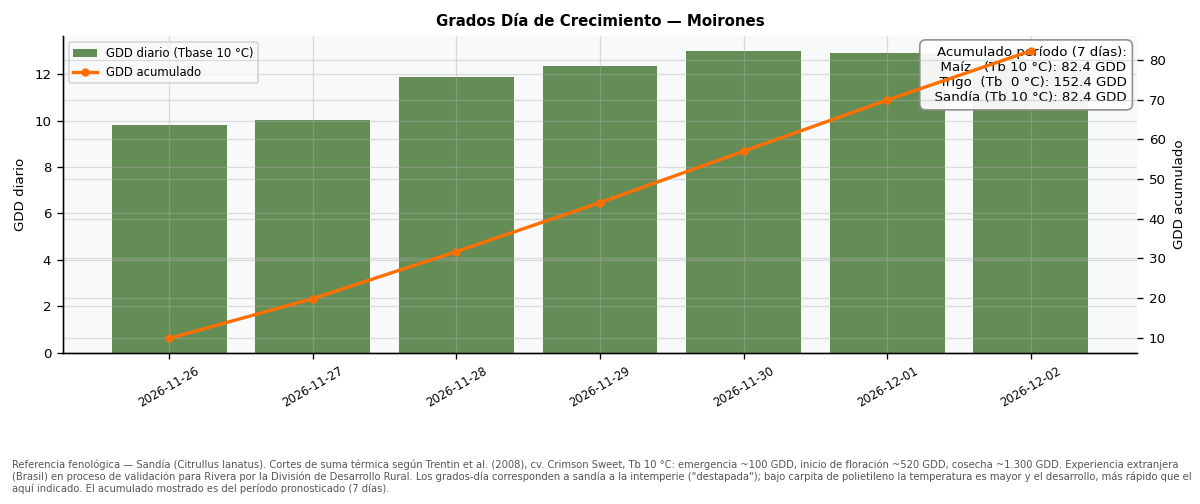 Grados Día de Crecimiento — Moirones
GDD diario (Tbase 10 °C)
GDD acumulado
Acumulado período (7 días):
Maíz (Tb 10 °C): 82.4 GDD
Trigo (Tb 0 °C): 152.4 GDD
Sandía (Tb 10 °C): 82.4 GDD
GDD diario
12
10
8
6
4
2
0
80
70
60
50
40
30
20
10
GDD acumulado
2026-11-26
2026-11-27
2026-11-28
2026-11-29
2026-11-30
2026-12-01
2026-12-02
Referencia fenológica — Sandía (Citrullus lanatus). Cortes de suma térmica según Trentin et al. (2008), cv. Crimson Sweet, Tb 10 °C: emergencia ~100 GDD, inicio de floración ~520 GDD, cosecha ~1.300 GDD. Experiencia extranjera
(Brasil) en proceso de validación para Rivera por la División de Desarrollo Rural. Los grados-día corresponden a sandía a la intemperie ("destapada"); bajo carpita de polietileno la temperatura es mayor y el desarrollo, más rápido que el
aquí indicado. El acumulado mostrado es del período pronosticado (7 días).